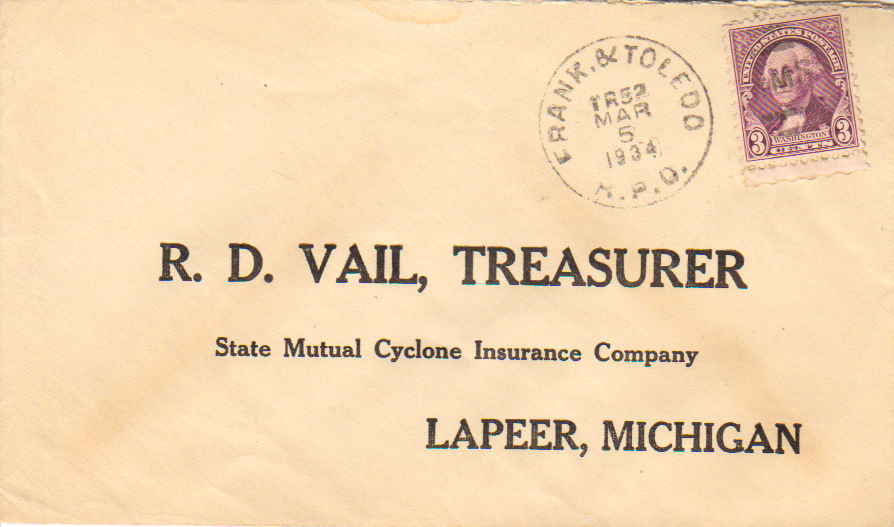 FRANK. & TOLEDO
TR52
MAR
5
1934
R.P.O.
UNITED STATES POSTAGE
WASHINGTON
3 3
R. D. VAIL, TREASURER
State Mutual Cyclone Insurance Company
LAPEER, MICHIGAN